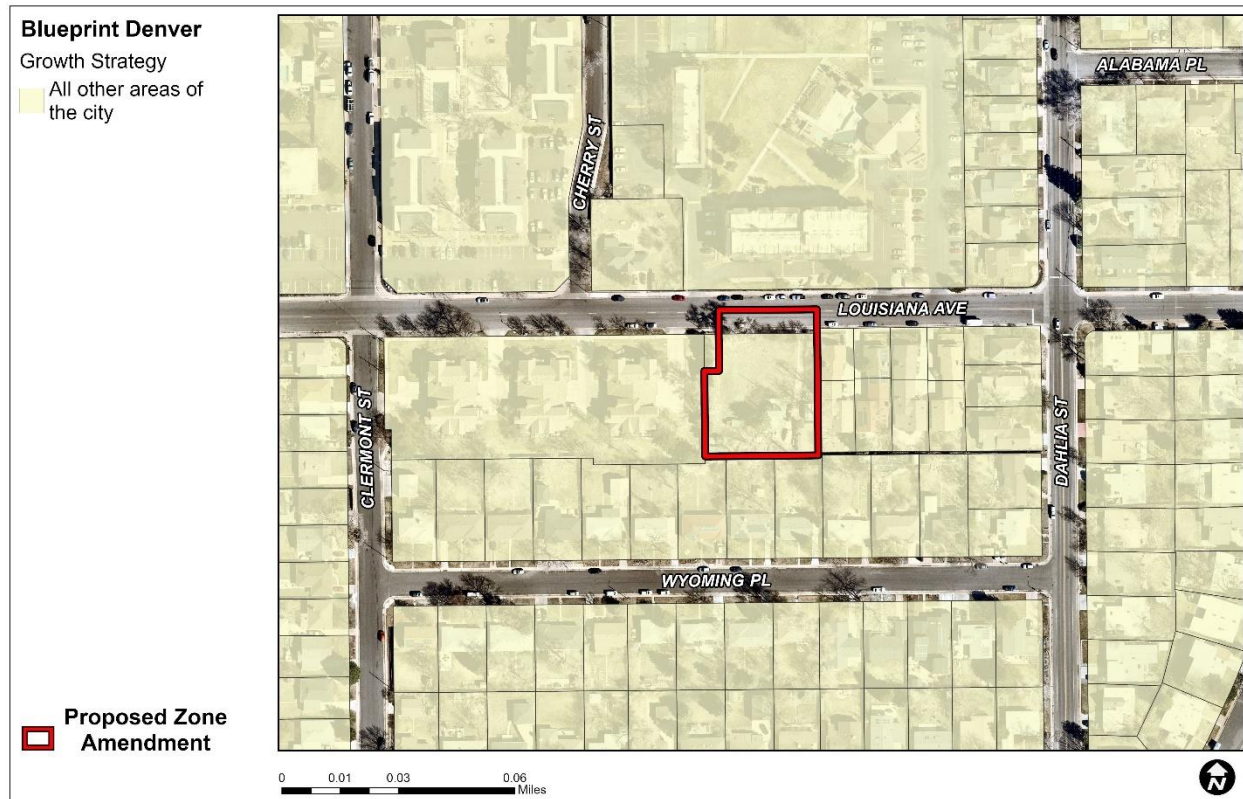 Blueprint Denver
Growth Strategy
All other areas of
the city
ALABAMA PL
CHERRY ST
LOUISIANA AVE
CLERMONT ST
DAHLIA ST
WYOMING PL
Proposed Zone
Amendment
0 0.01 0.03 0.06
Miles
N